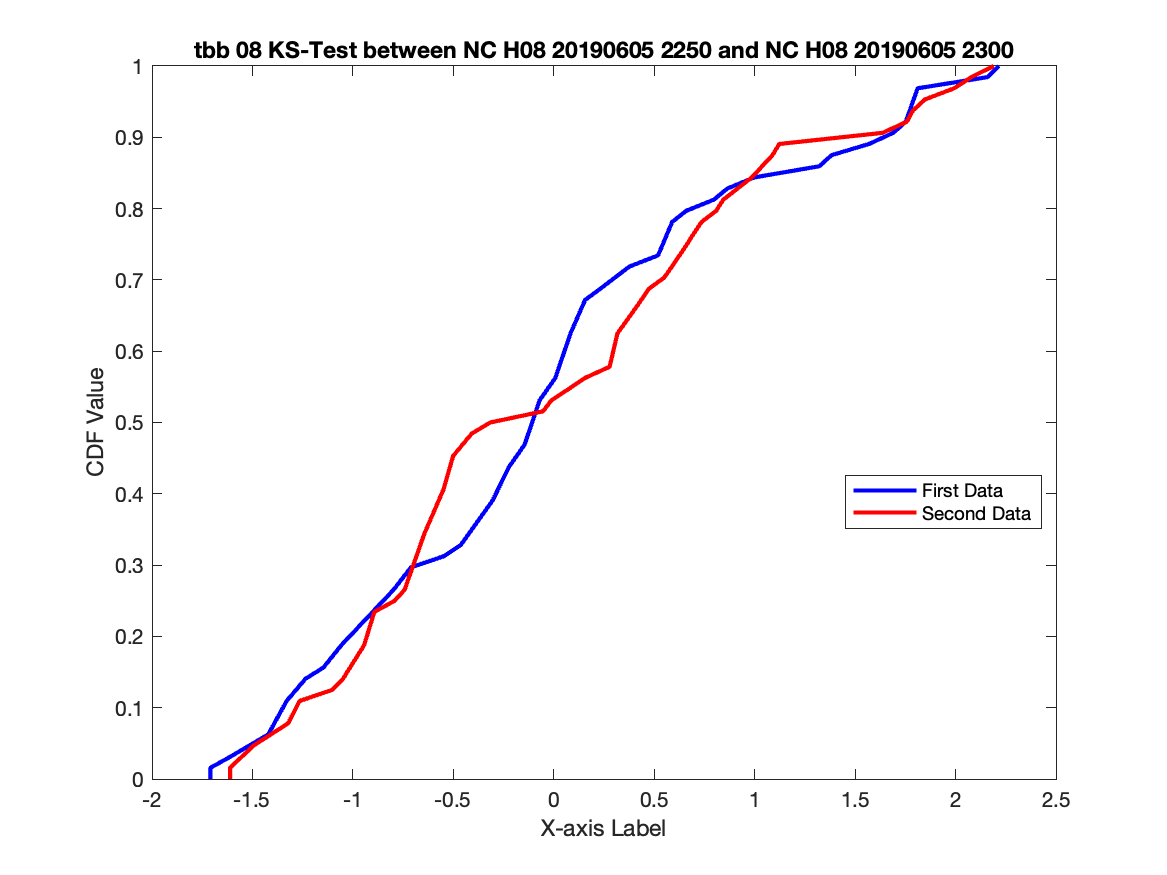 tbb 08 KS-Test between NC H08 20190605 2250 and NC H08 20190605 2300
1
0.9
0.8
0.7
0.6
0.5
0.4
0.3
0.2
0.1
0
CDF Value
First Data
Second Data
-2 -1.5 -1 -0.5 0 0.5 1 1.5 2 2.5
X-axis Label